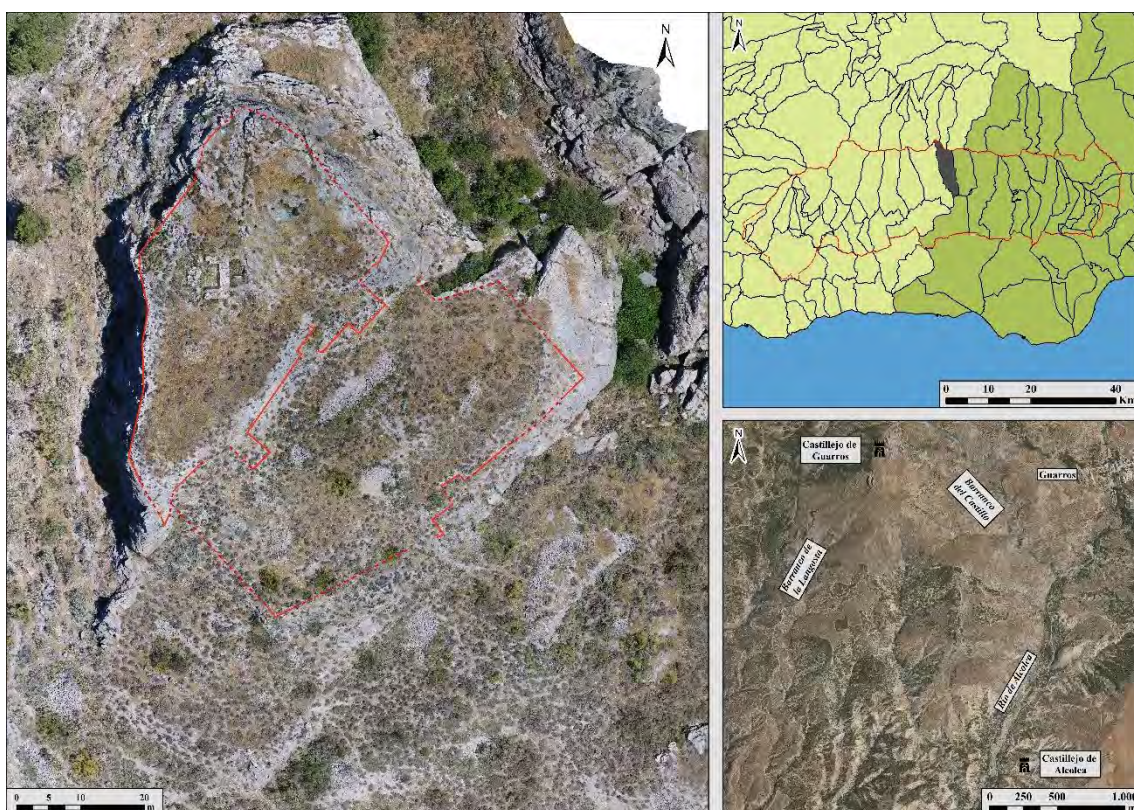 N
0 5 10 20
m
N
0 10 20 40
Km
N
Castillejo de
Guarros
Guarros
Barranco
del Castillo
Barranco de
la Langosta
Río de Alcolea
Castillejo de
Alcolea
0 250 500 1.000